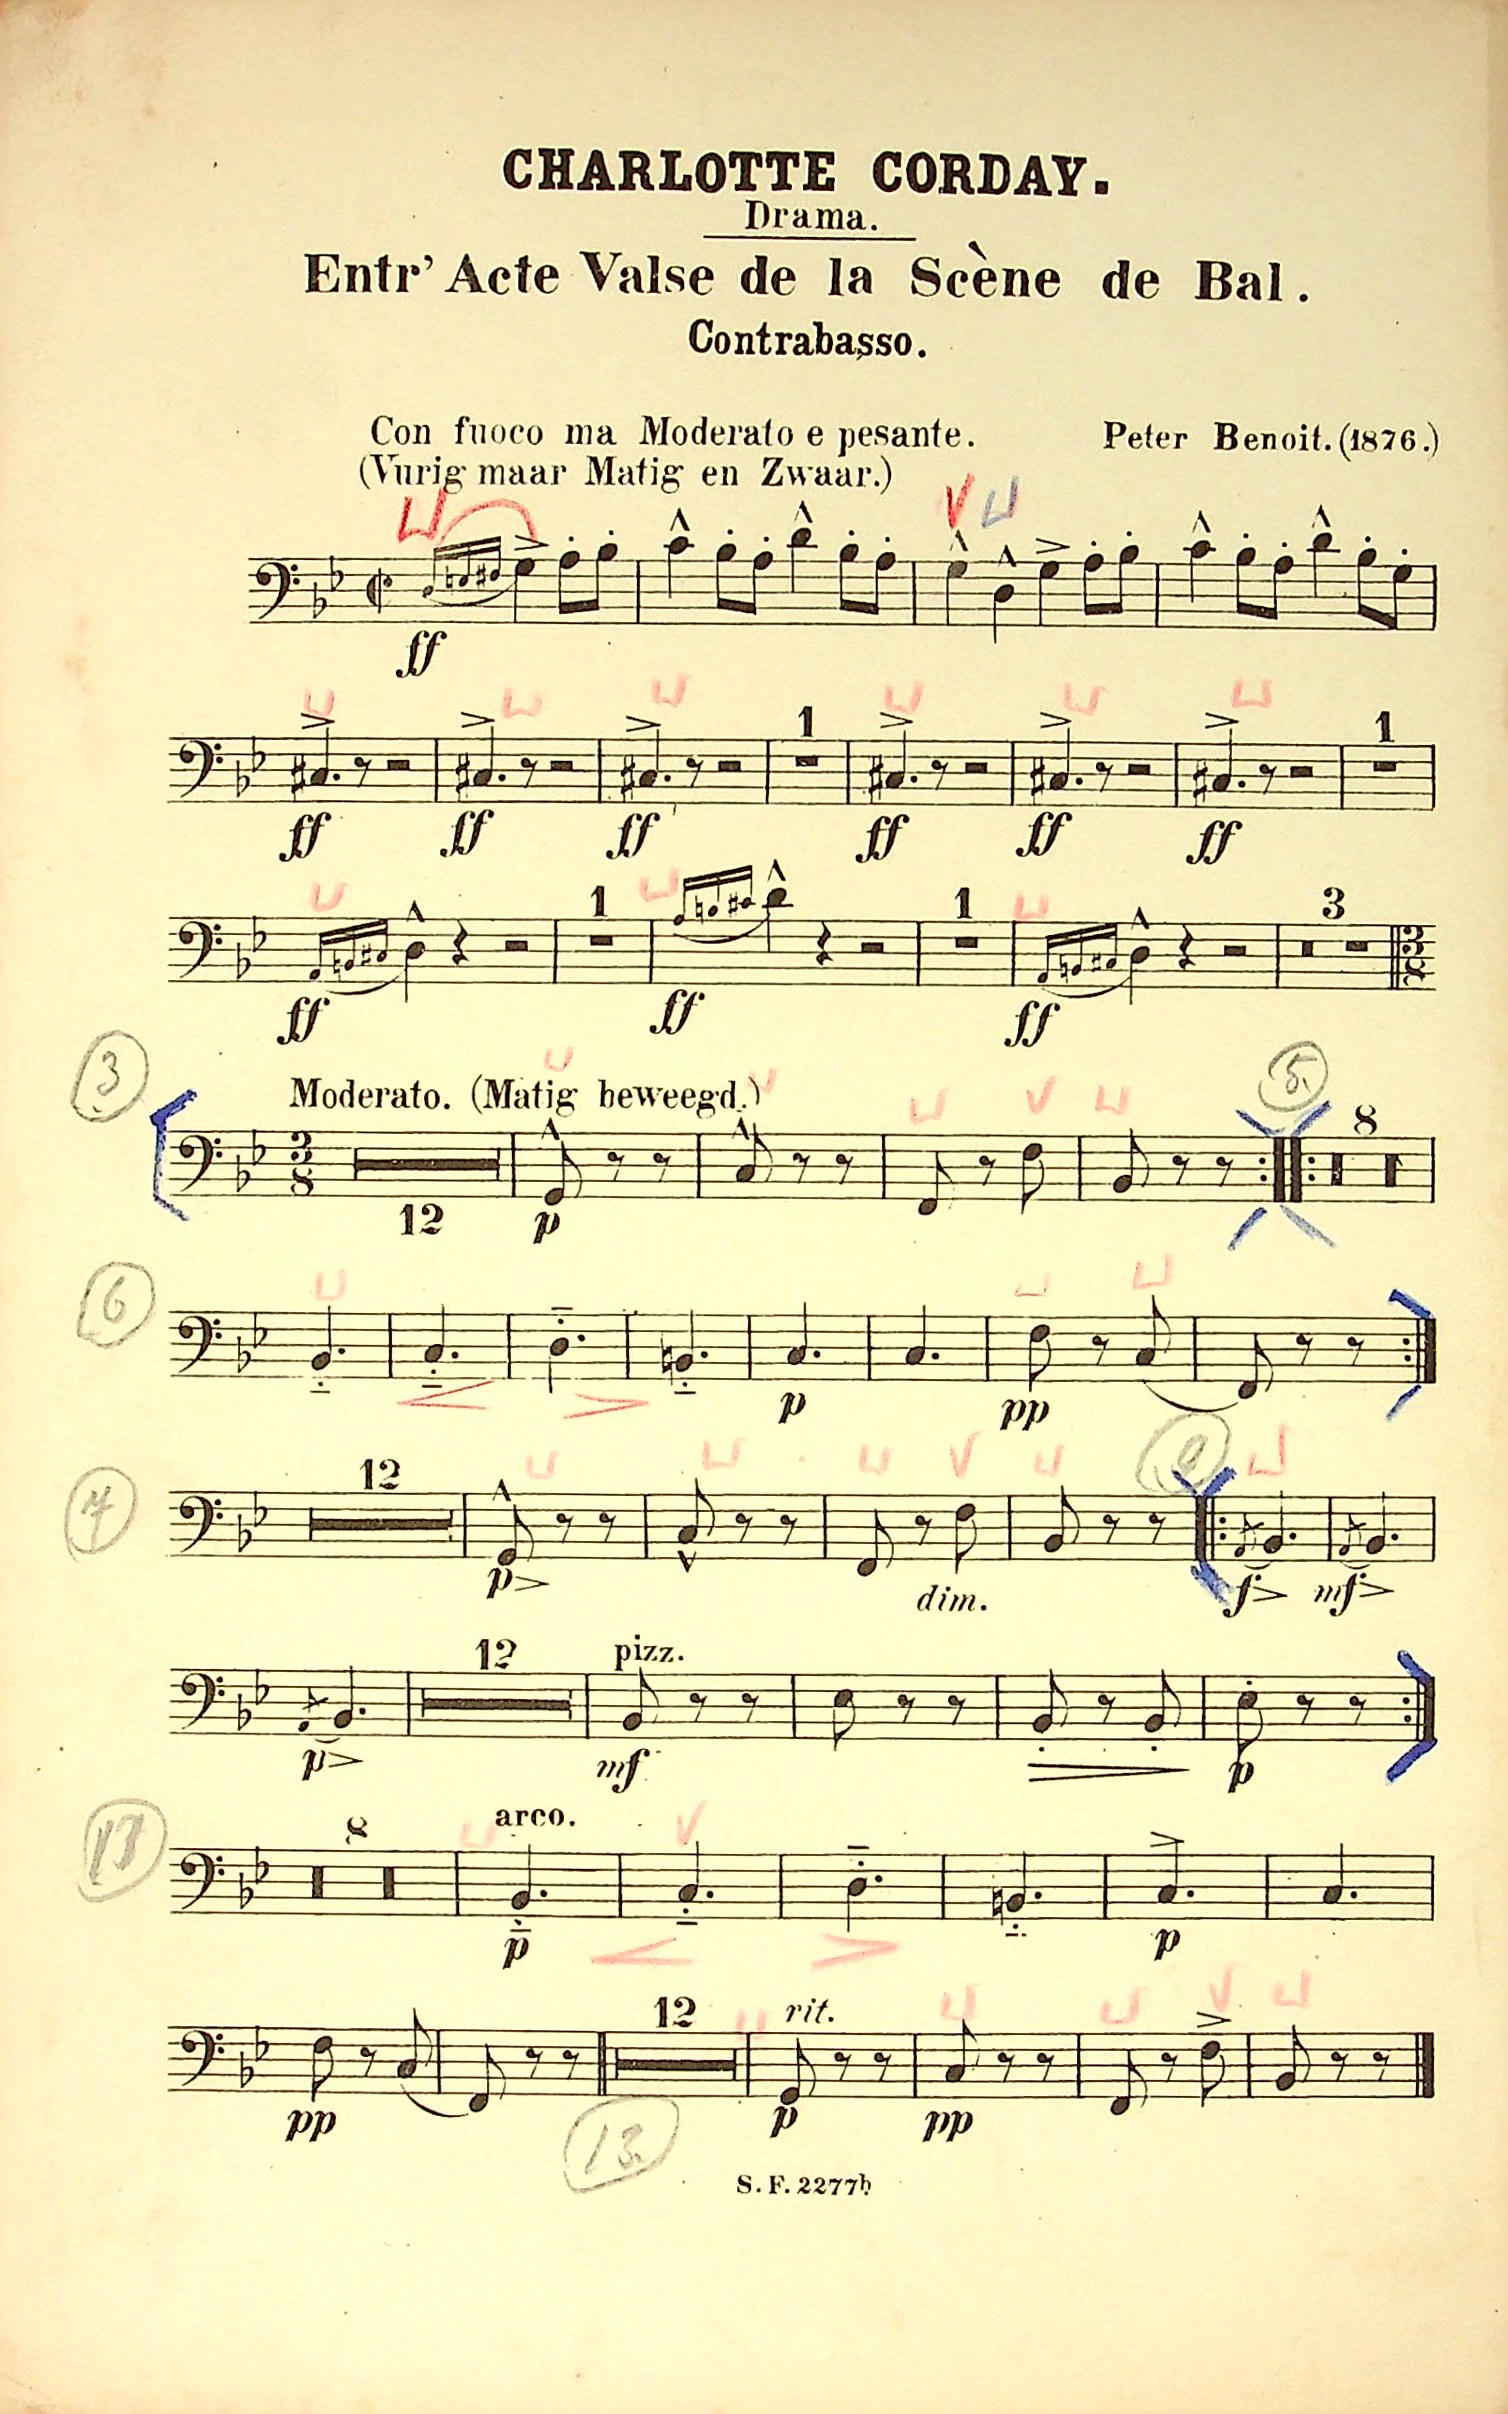 CHARLOTTE CORDAY.
Drama.
Entr' Acte Valse de la Scène de Bal.
Contrabasso.
Con fuoco ma Moderato e pesante.
Peter Benoit. (1876.)
(Vurig maar Matig en Zwaar.)
ff
1 1
ff ff ff ff ff ff
1 1 3
ff ff ff
3
Moderato. (Matig beweegd.)
5.
8
12 p
6
p pp
7
12
p dim. f mf
12 pizz.
p mf p
13
8 arco.
p p
12 rit.
pp p pp
13.
S. F. 2277b